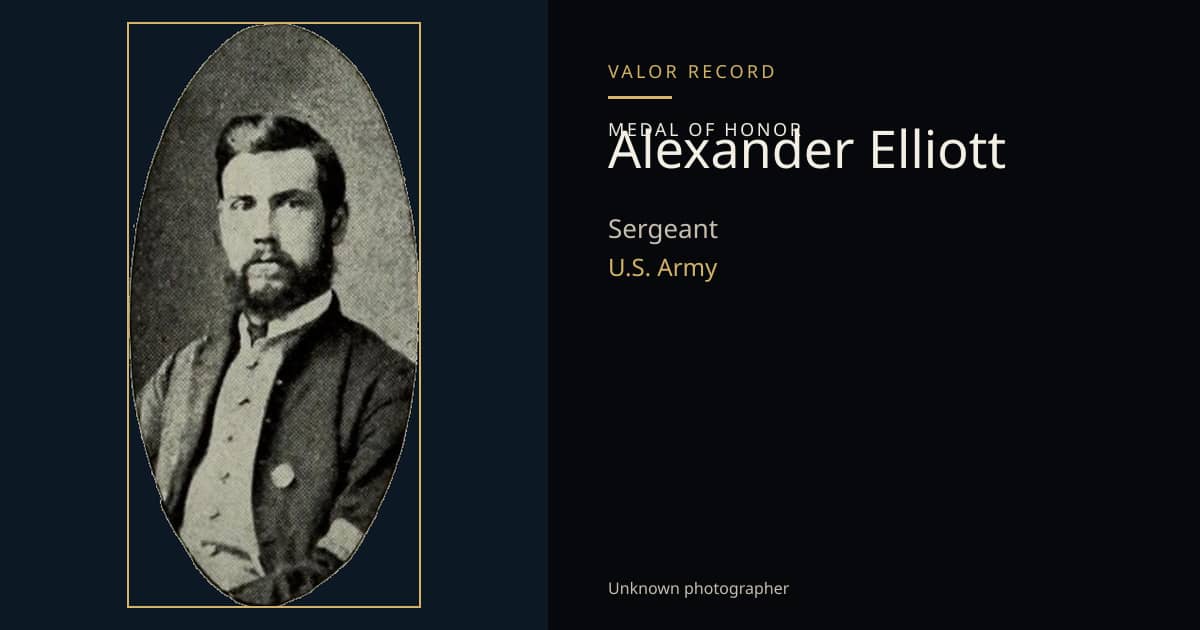 VALOR RECORD
MEDAL OF HONOR
Alexander Elliott
Sergeant
U.S. Army
Unknown photographer